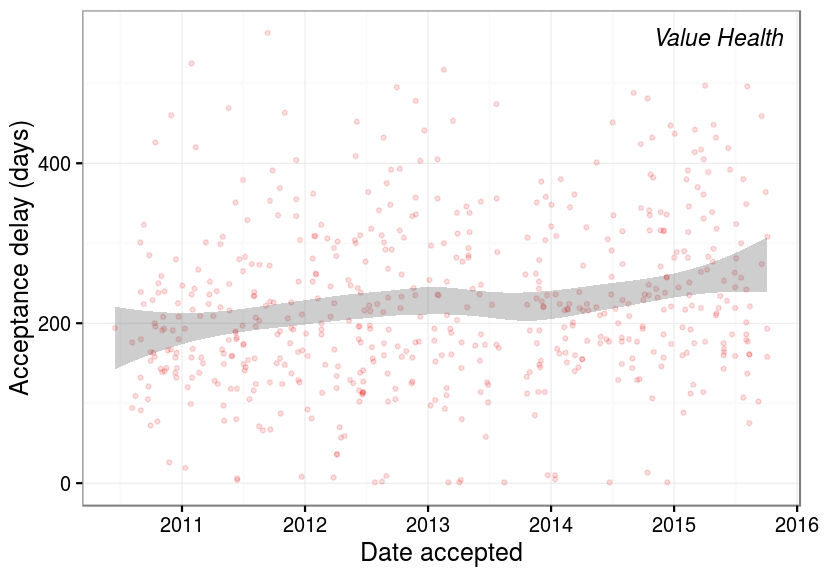 Value Health
Acceptance delay (days)
400
200
0
2011 2012 2013 2014 2015 2016
Date accepted